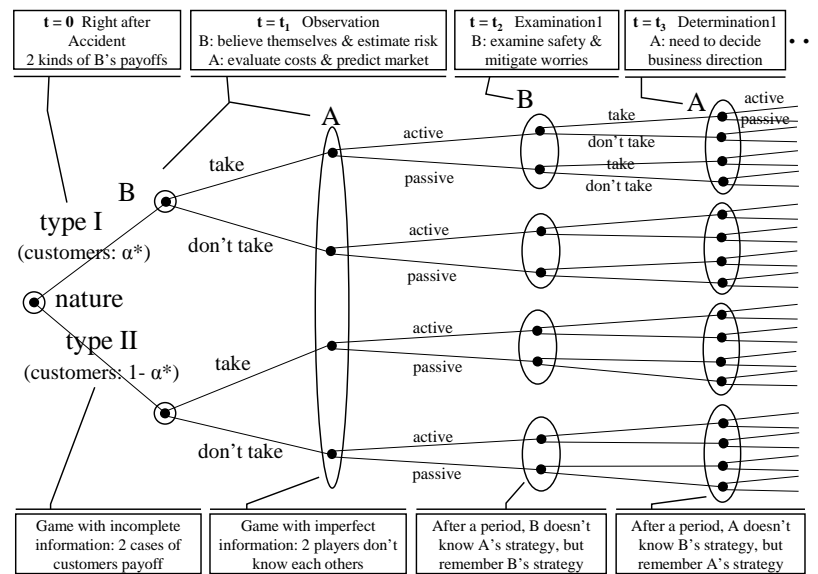 t = 0 Right after
Accident
2 kinds of B's payoffs
t = t1 Observation
B: believe themselves & estimate risk
A: evaluate costs & predict market
t = t2 Examination1
B: examine safety &
mitigate worries
t = t3 Determination1
A: need to decide
business direction
• •
B
A
B
A
type I
(customers: α*)
nature
type II
(customers: 1- α*)
take
don't take
take
don't take
active
passive
active
passive
active
passive
active
passive
take
don't take
take
don't take
active
passive
Game with incomplete
information: 2 cases of
customers payoff
Game with imperfect
information: 2 players don't
know each others
After a period, B doesn't
know A's strategy, but
remember B's strategy
After a period, A doesn't
know B's strategy, but
remember A's strategy